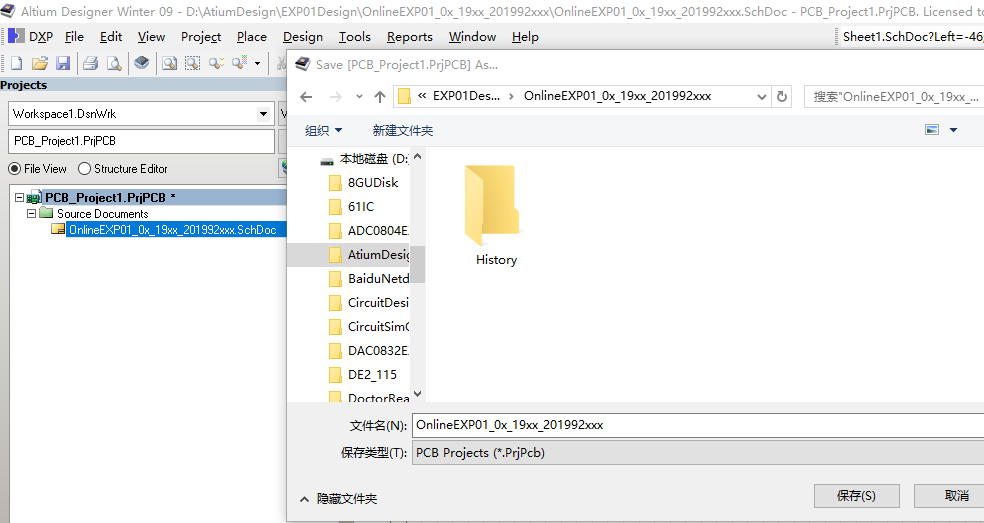 Altium Designer Winter 09 - D:\AtiumDesign\EXP01Design\OnlineEXP01_0x_19xx_201992xxx\OnlineEXP01_0x_19xx_201992xxx.SchDoc - PCB_Project1.PrjPCB. Licensed to
DXP File Edit View Project Place Design Tools Reports Window Help
Sheet1.SchDoc?Left=-46
Projects
Workspace1.DsnWrk
PCB_Project1.PrjPCB
File View Structure Editor
PCB_Project1.PrjPCB *
Source Documents
OnlineEXP01_0x_19xx_201992xxx.SchDoc
Save [PCB_Project1.PrjPCB] As...
« EXP01Des... › OnlineEXP01_0x_19xx_201992xxx
搜索"OnlineEXP01_0x_19xx_...
组织 新建文件夹
本地磁盘 (D:)
8GUDisk
61IC
ADC0804E
AtiumDesig
BaiduNetd
CircuitDesi
CircuitSim
DAC0832E
DE2_115
DoctorRea
History
文件名(N): OnlineEXP01_0x_19xx_201992xxx
保存类型(T): PCB Projects (*.PrjPcb)
隐藏文件夹
保存(S)
取消